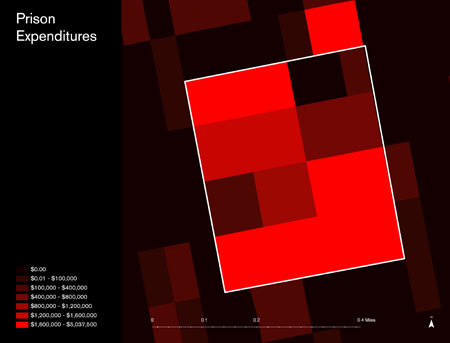 Prison
Expenditures
$0.00
$0.01 - $100,000
$100,000 - $400,000
$400,000 - $800,000
$800,000 - $1,200,000
$1,200,000 - $1,600,000
$1,600,000 - $5,037,500
0 0.1 0.2 0.4 Miles